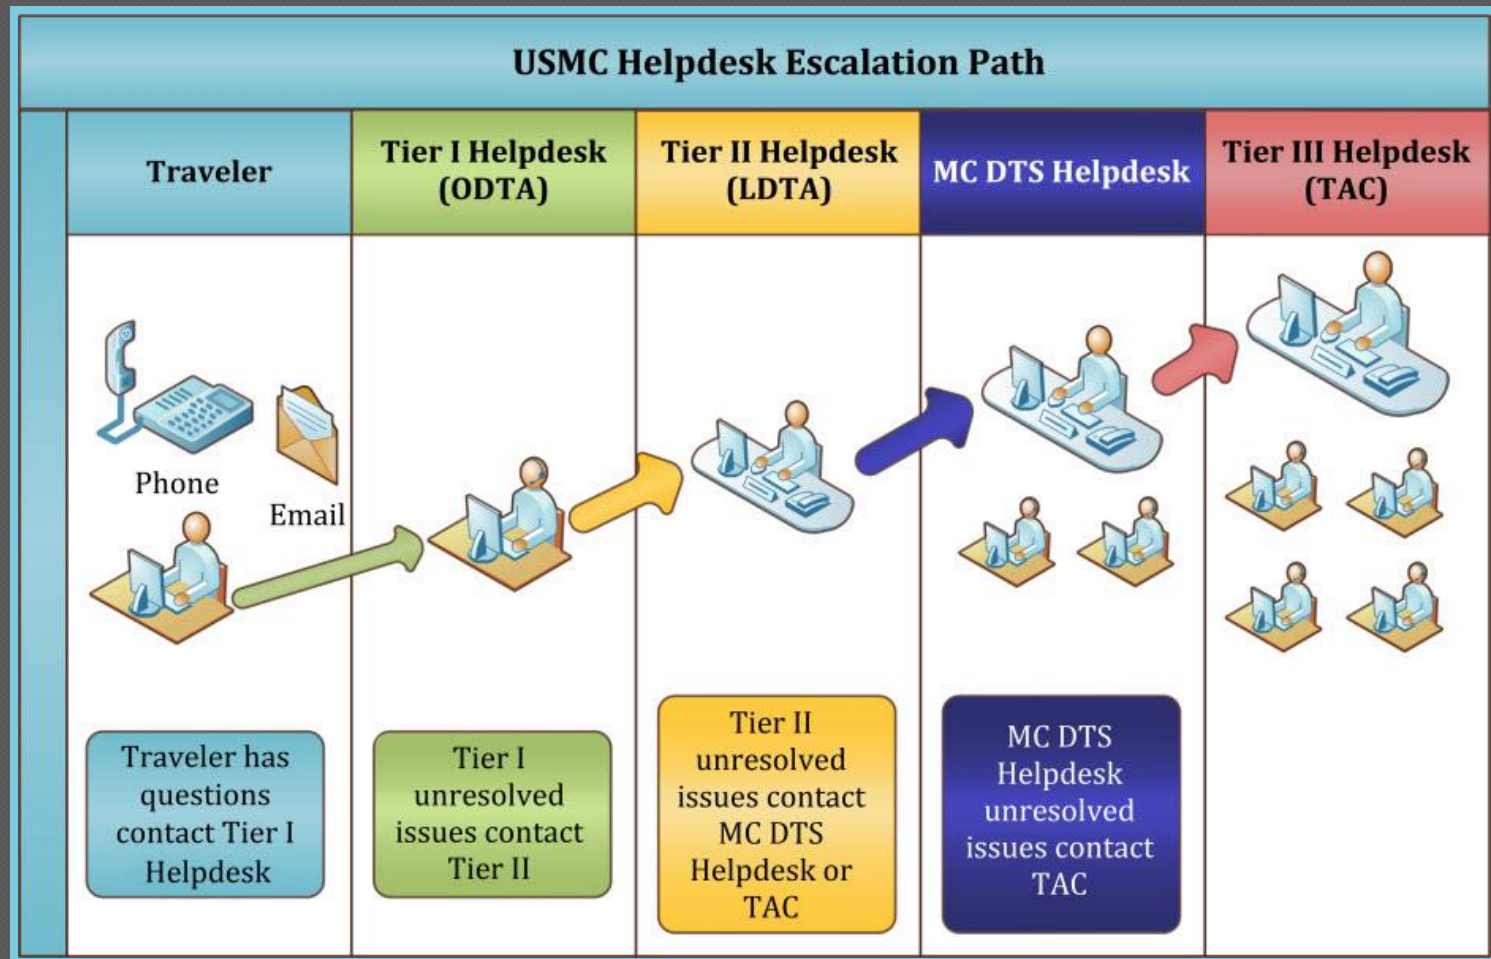 USMC Helpdesk Escalation Path
Traveler
Tier I Helpdesk
(ODTA)
Tier II Helpdesk
(LDTA)
MC DTS Helpdesk
Tier III Helpdesk
(TAC)
Phone
Email
Traveler has
questions
contact Tier I
Helpdesk
Tier I
unresolved
issues contact
Tier II
Tier II
unresolved
issues contact
MC DTS
Helpdesk or
TAC
MC DTS
Helpdesk
unresolved
issues contact
TAC